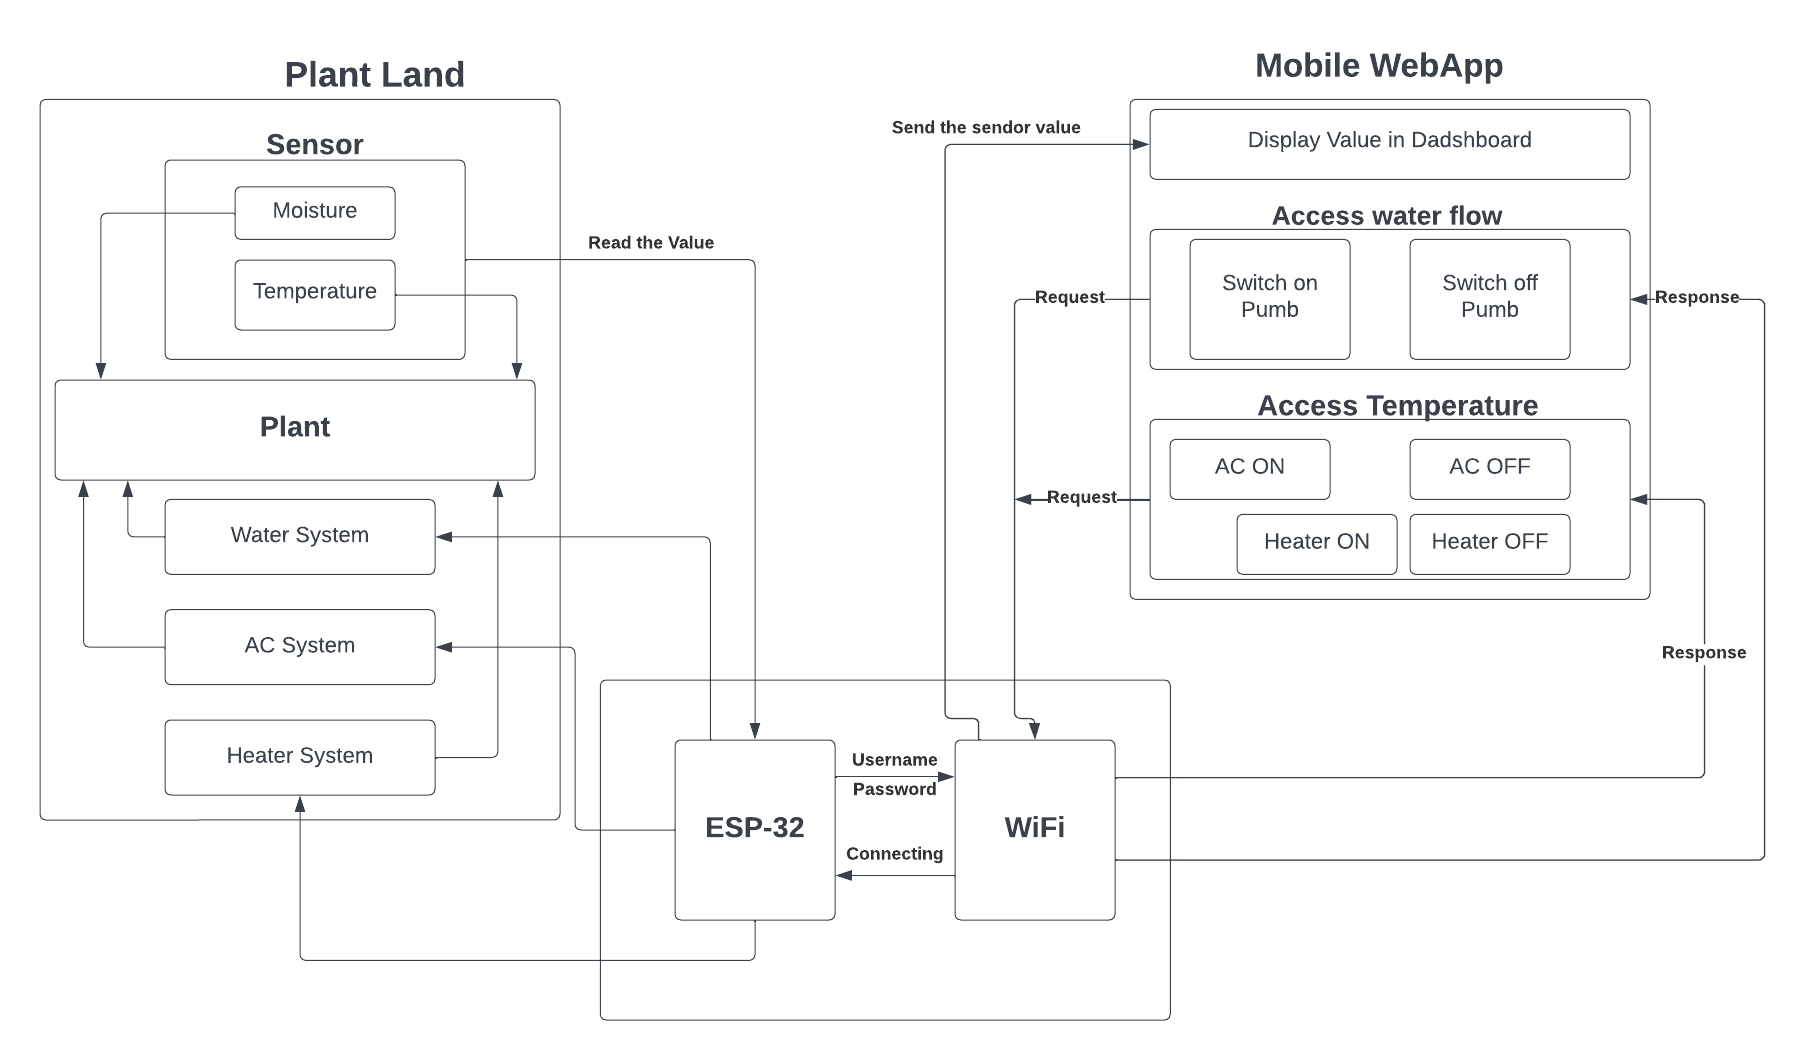 Plant Land
Sensor
Moisture
Temperature
Plant
Water System
AC System
Heater System
Read the Value
ESP-32
Username
Password
Connecting
WiFi
Send the sendor value
Mobile WebApp
Display Value in Dadshboard
Access water flow
Switch on
Pumb
Switch off
Pumb
Request
Response
Access Temperature
AC ON
AC OFF
Heater ON
Heater OFF
Request
Response